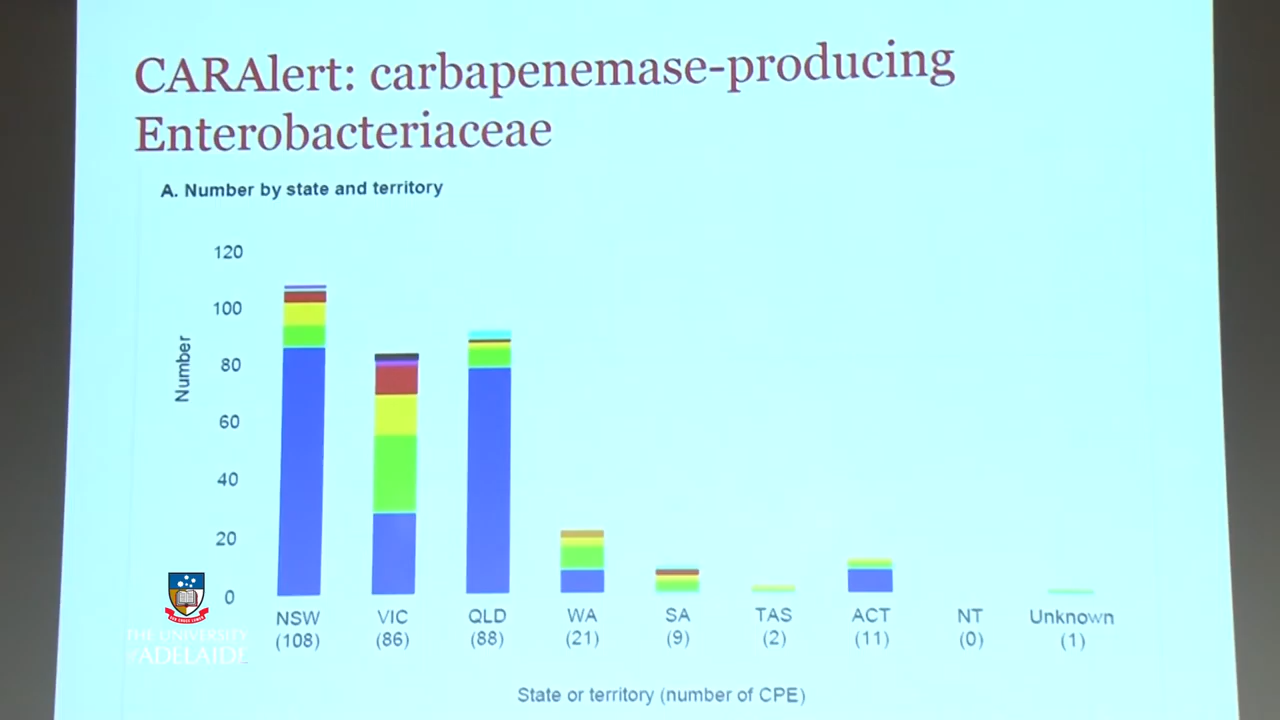 CARAlert: carbapenemase-producing
Enterobacteriaceae
A. Number by state and territory
120
100
80
60
40
20
0
Number
NSW VIC QLD WA SA TAS ACT NT Unknown
(108) (86) (88) (21) (9) (2) (11) (0) (1)
State or territory (number of CPE)
THE UNIVERSITY
of ADELAIDE